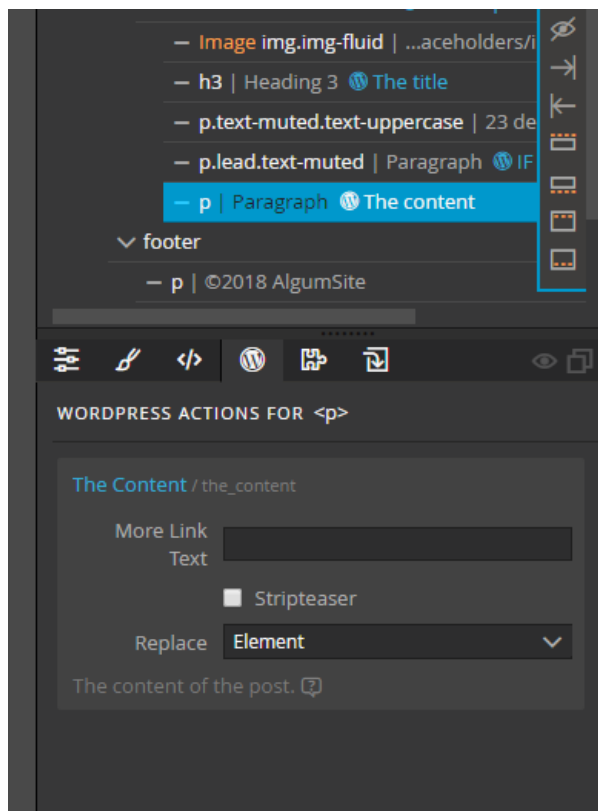 Image img.img-fluid | ...aceholders/i
h3 | Heading 3 The title
p.text-muted.text-uppercase | 23 de
p.lead.text-muted | Paragraph IF
p | Paragraph The content
footer
p | ©2018 AlgumSite
WORDPRESS ACTIONS FOR <p>
The Content / the_content
More Link
Text
Stripteaser
Replace Element
The content of the post.